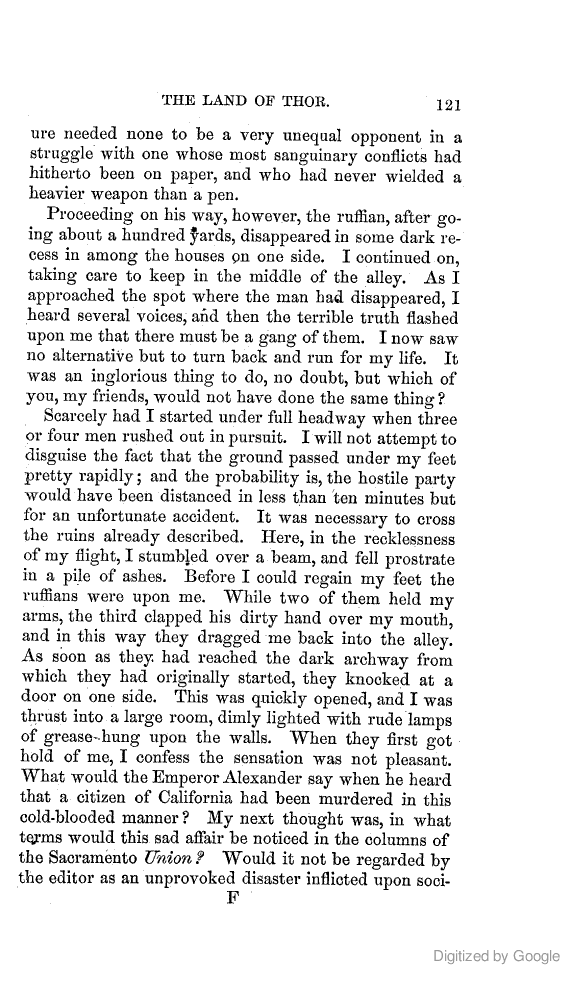 THE LAND OF THOR. 121
ure needed none to be a very unequal opponent in a
struggle with one whose most sanguinary conflicts had
hitherto been on paper, and who had never wielded a
heavier weapon than a pen.
Proceeding on his way, however, the ruffian, after go-
ing about a hundred yards, disappeared in some dark re-
cess in among the houses on one side. I continued on,
taking care to keep in the middle of the alley. As I
approached the spot where the man had disappeared, I
heard several voices, and then the terrible truth flashed
upon me that there must be a gang of them. I now saw
no alternative but to turn back and run for my life. It
was an inglorious thing to do, no doubt, but which of
you, my friends, would not have done the same thing?
Scarcely had I started under full headway when three
or four men rushed out in pursuit. I will not attempt to
disguise the fact that the ground passed under my feet
pretty rapidly; and the probability is, the hostile party
would have been distanced in less than ten minutes but
for an unfortunate accident. It was necessary to cross
the ruins already described. Here, in the recklessness
of my flight, I stumbled over a beam, and fell prostrate
in a pile of ashes. Before I could regain my feet the
ruffians were upon me. While two of them held my
arms, the third clapped his dirty hand over my mouth,
and in this way they dragged me back into the alley.
As soon as they had reached the dark archway from
which they had originally started, they knocked at a
door on one side. This was quickly opened, and I was
thrust into a large room, dimly lighted with rude lamps
of grease hung upon the walls. When they first got
hold of me, I confess the sensation was not pleasant.
What would the Emperor Alexander say when he heard
that a citizen of California had been murdered in this
cold-blooded manner? My next thought was, in what
terms would this sad affair be noticed in the columns of
the Sacramento Union? Would it not be regarded by
the editor as an unprovoked disaster inflicted upon soci-
F
Digitized by Google